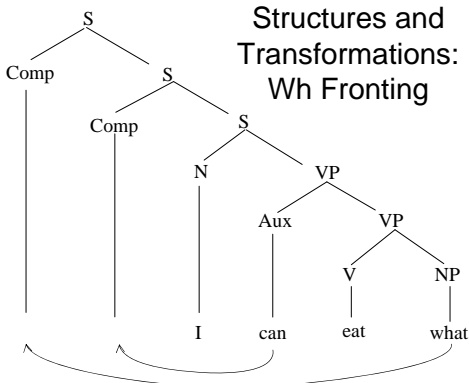 Structures and
Transformations:
Wh Fronting
S
Comp
S
Comp
S
N
VP
Aux
VP
V
NP
I can eat what